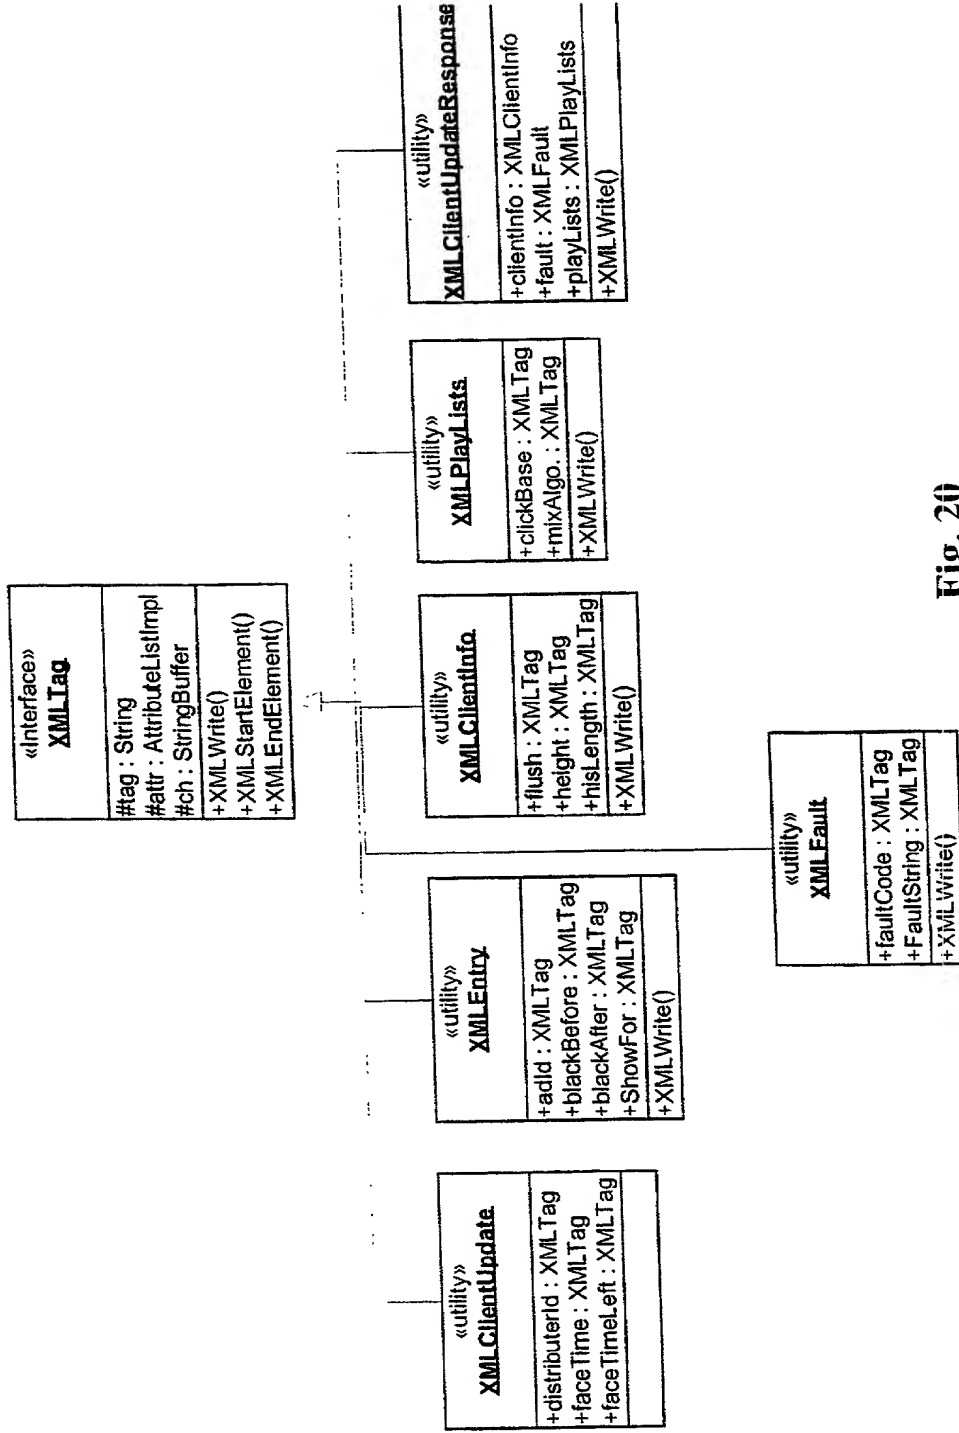 «Interface»
XMLTag
#tag : String
#attr : AttributeListImpl
#ch : StringBuffer
+XMLWrite()
+XMLStartElement()
+XMLEndElement()
«utility»
XMLClientUpdate
+distributerId : XMLTag
+faceTime : XMLTag
+faceTimeLeft : XMLTag
«utility»
XMLEntry
+adId : XMLTag
+blackBefore : XMLTag
+blackAfter : XMLTag
+ShowFor : XMLTag
+XMLWrite()
«utility»
XMLClientInfo
+flush : XMLTag
+height : XMLTag
+hisLength : XMLTag
+XMLWrite()
«utility»
XMLPlayLists
+clickBase : XMLTag
+mixAlgo. : XMLTag
+XMLWrite()
«utility»
XMLClientUpdateResponse
+clientInfo : XMLClientInfo
+fault : XMLFault
+playLists : XMLPlayLists
+XMLWrite()
«utility»
XMLFault
+faultCode : XMLTag
+FaultString : XMLTag
+XMLWrite()
Fig. 20